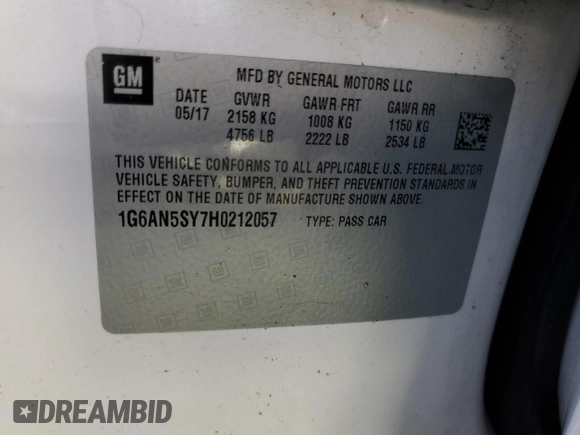 GM
MFD BY GENERAL MOTORS LLC
DATE GVWR GAWR FRT GAWR RR
05/17 2158 KG 1008 KG 1150 KG
4756 LB 2222 LB 2534 LB
THIS VEHICLE CONFORMS TO ALL APPLICABLE U.S. FEDERAL MOTOR
VEHICLE SAFETY, BUMPER, AND THEFT PREVENTION STANDARDS IN
EFFECT ON THE DATE OF MANUFACTURE SHOWN ABOVE.
1G6AN5SY7H0212057 TYPE: PASS CAR
DREAMBID